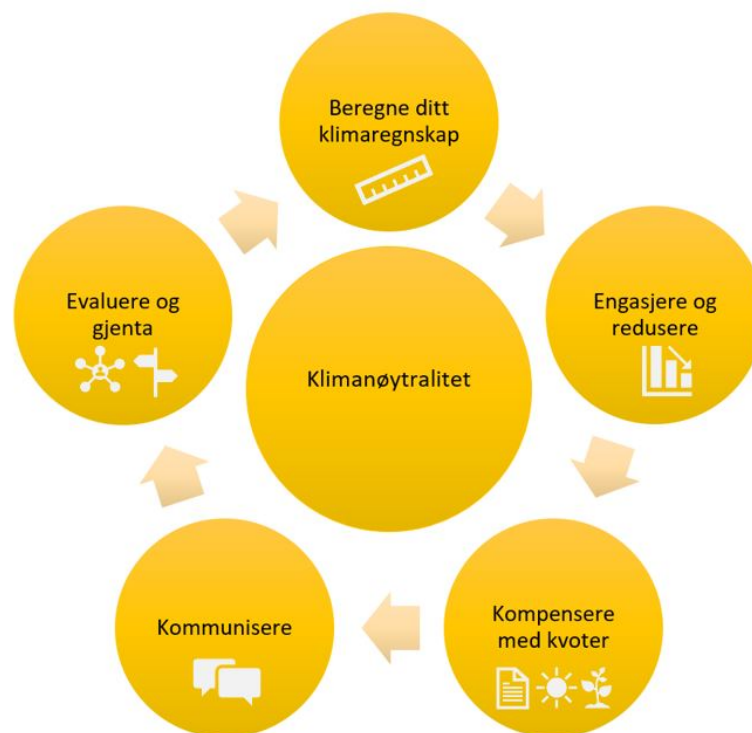 Beregne ditt
klimaregnskap
Engasjere og
redusere
Kompensere
med kvoter
Kommunisere
Evaluere og
gjenta
Klimanøytralitet